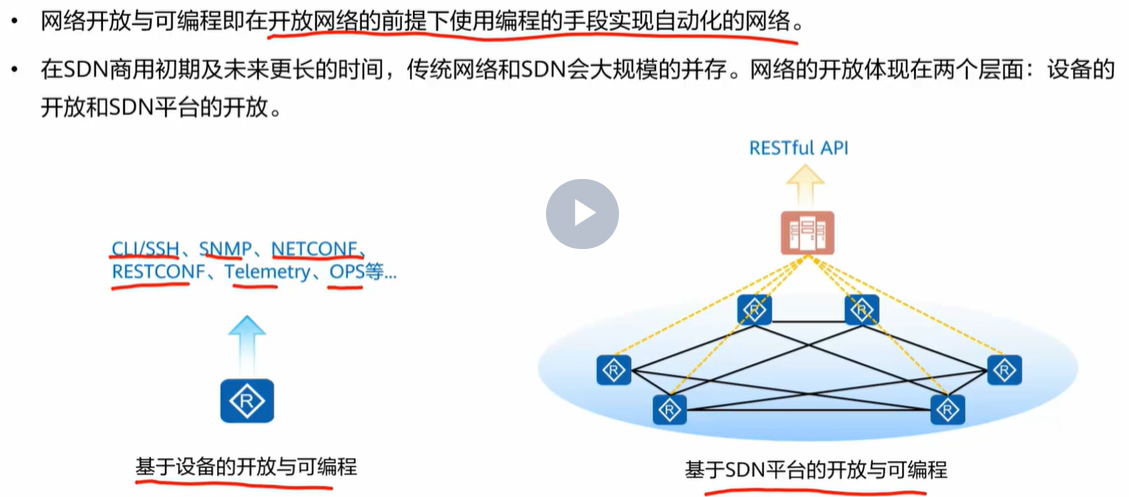 • 网络开放与可编程即在开放网络的前提下使用编程的手段实现自动化的网络。
• 在SDN商用初期及未来更长的时间，传统网络和SDN会大规模的并存。网络的开放体现在两个层面：设备的
开放和SDN平台的开放。
RESTful API
CLI/SSH、SNMP、NETCONF、
RESTCONF、Telemetry、OPS等...
R
R
R
R
R
R
R
基于设备的开放与可编程
基于SDN平台的开放与可编程